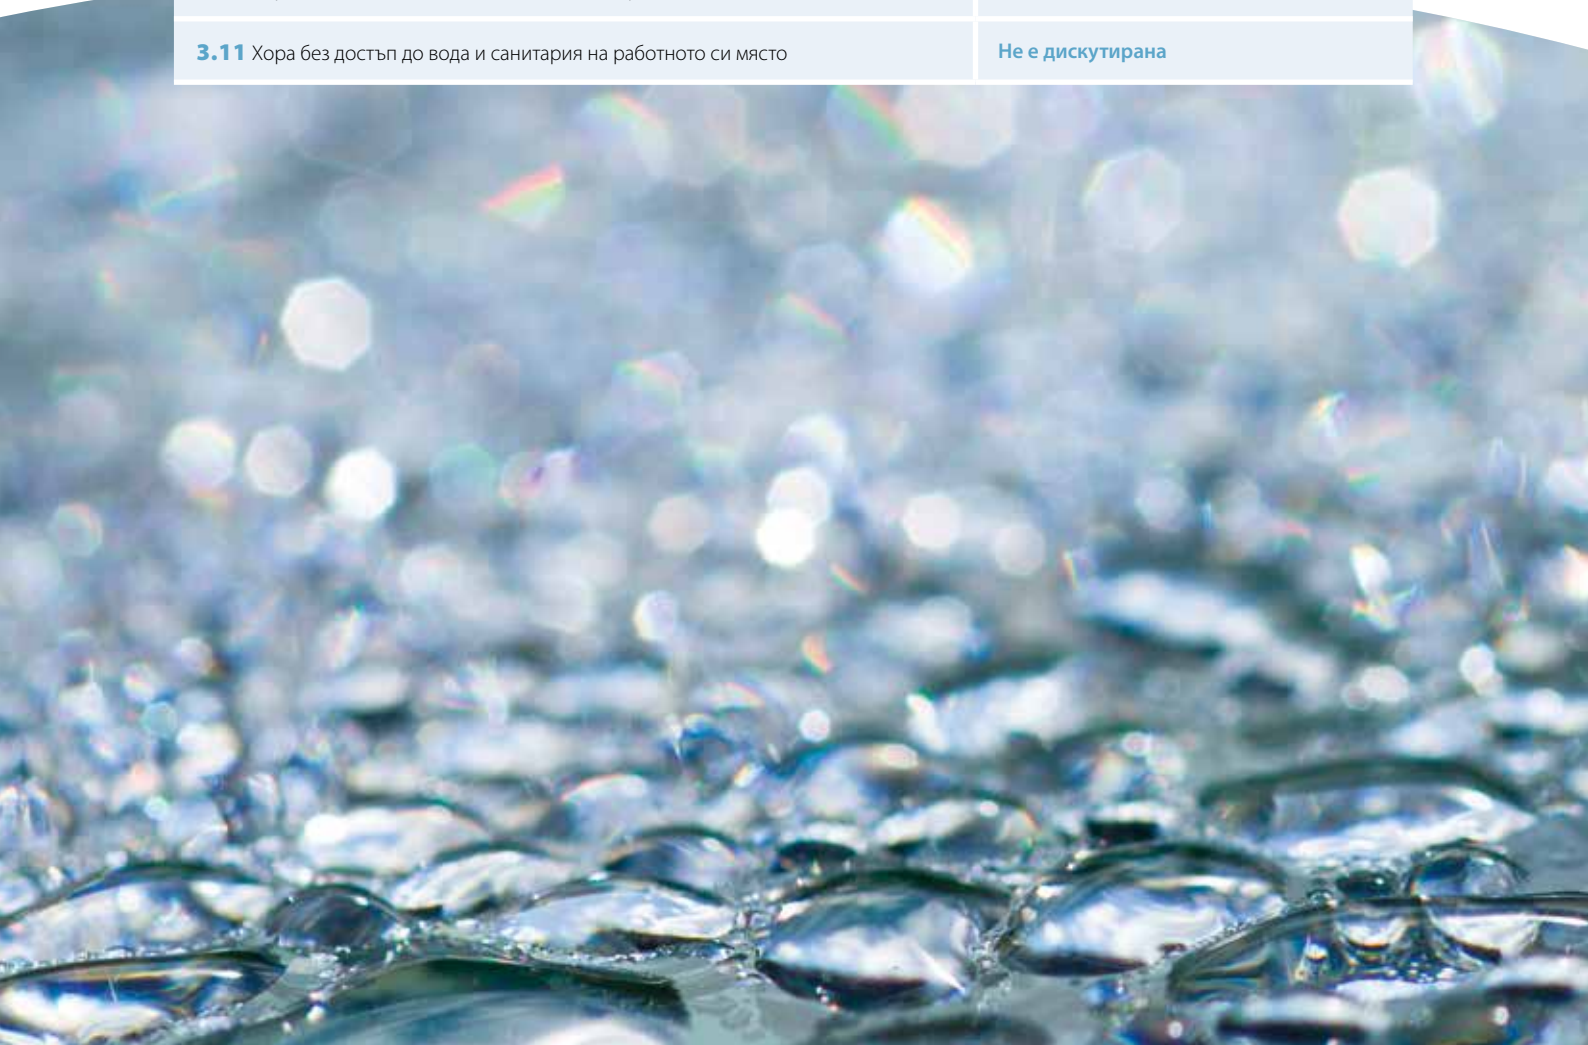 3.11 Хора без достъп до вода и санитария на работното си място
Не е дискутирана